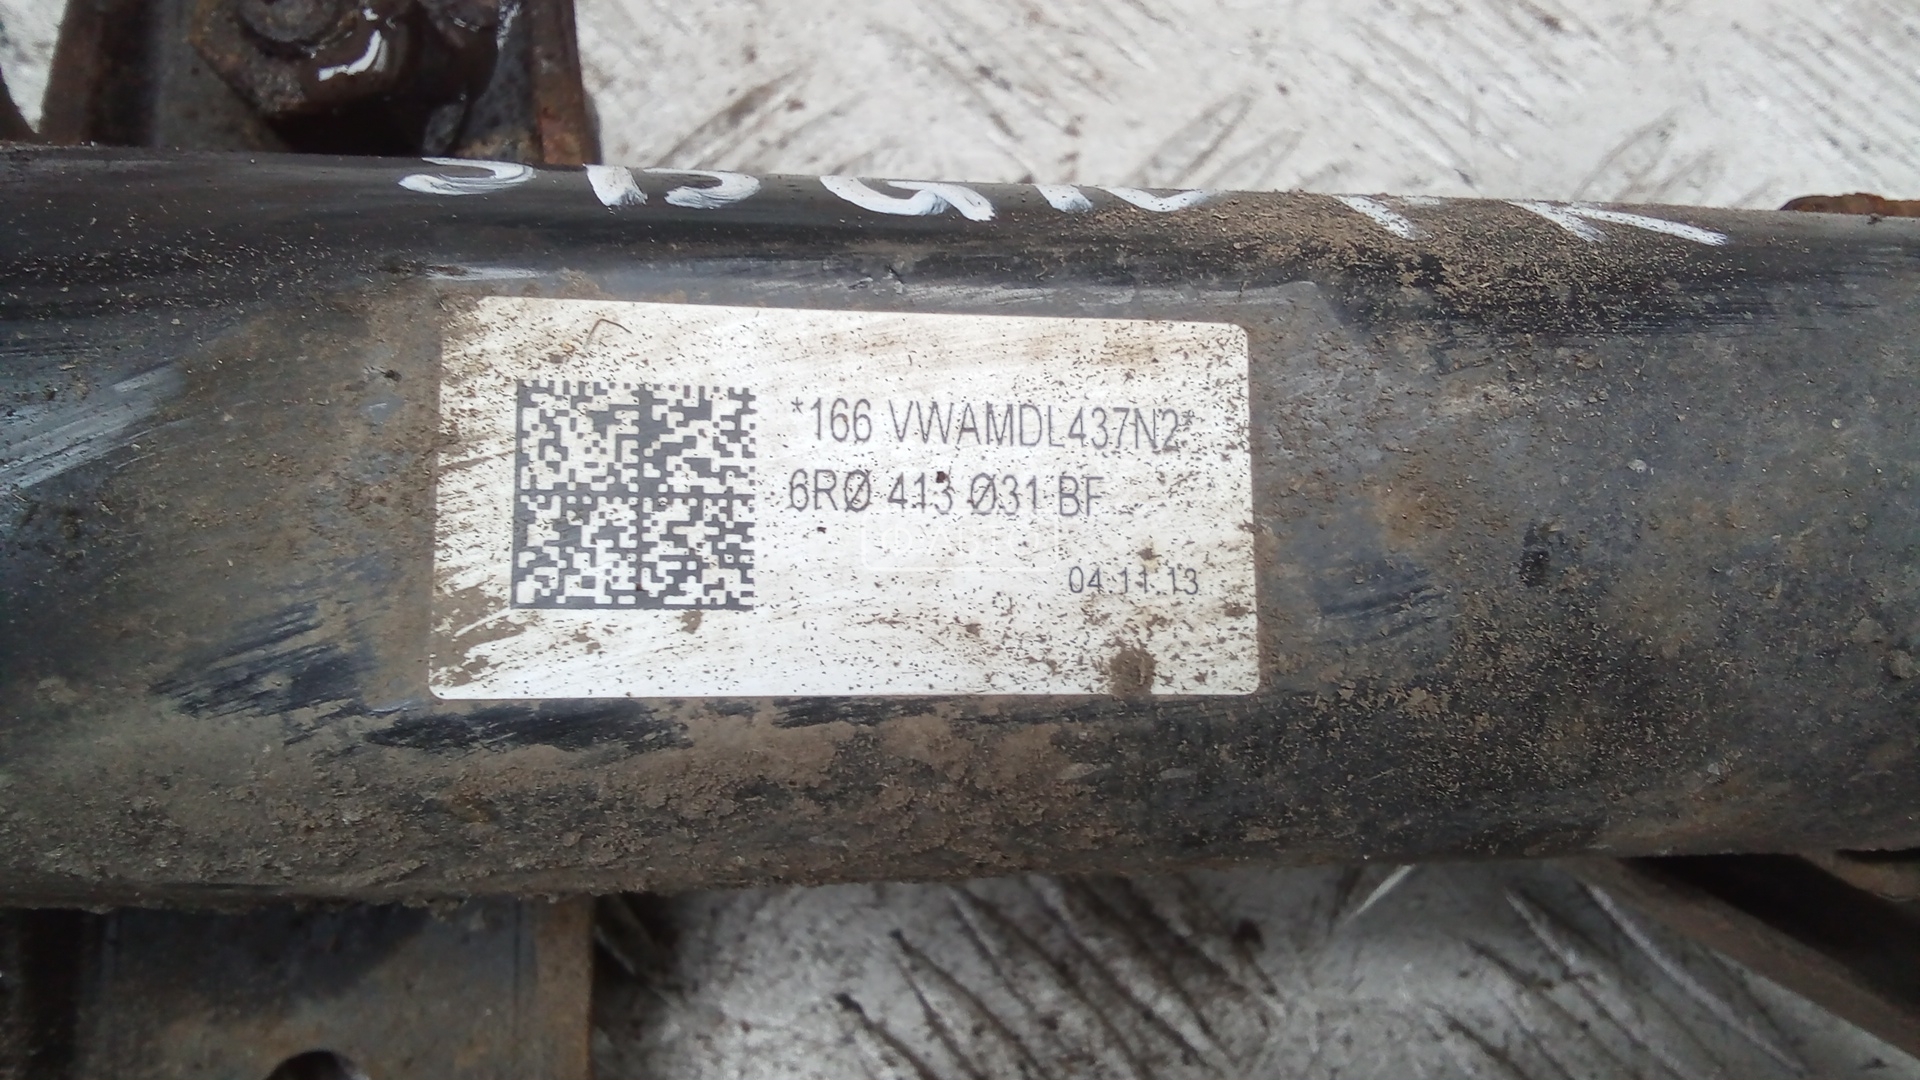 *166 VWAMDL437N2*
6RØ 413 Ø31 BF
04.11.13